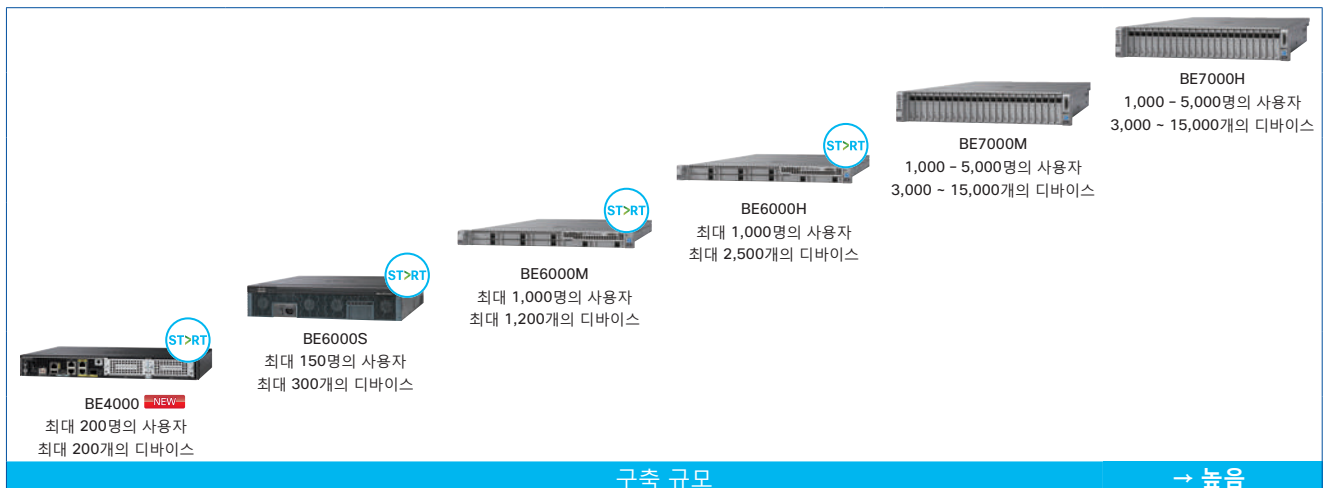 BE7000H
1,000 – 5,000명의 사용자
3,000 ~ 15,000개의 디바이스
BE7000M
1,000 – 5,000명의 사용자
3,000 ~ 15,000개의 디바이스
ST>RT
BE6000H
최대 1,000명의 사용자
최대 2,500개의 디바이스
ST>RT
BE6000M
최대 1,000명의 사용자
최대 1,200개의 디바이스
ST>RT
BE6000S
최대 150명의 사용자
최대 300개의 디바이스
ST>RT
BE4000 NEW
최대 200명의 사용자
최대 200개의 디바이스
구축 규모 → 높음